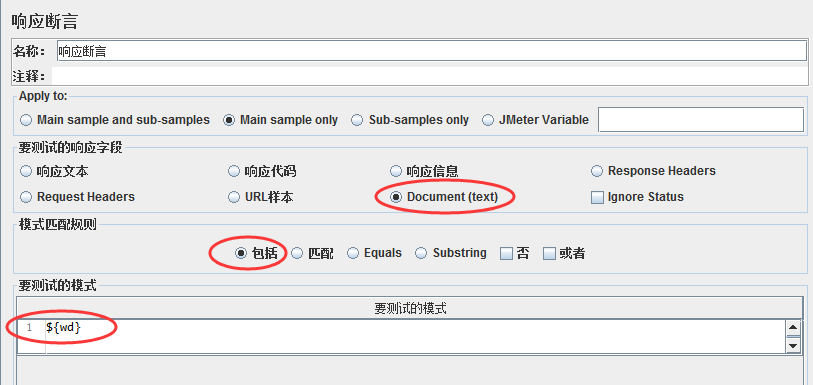 响应断言
名称： 响应断言
注释：
Apply to:
Main sample and sub-samples Main sample only Sub-samples only JMeter Variable
要测试的响应字段
响应文本 响应代码 响应信息 Response Headers
Request Headers URL样本 Document (text) Ignore Status
模式匹配规则
包括 匹配 Equals Substring 否 或者
要测试的模式
要测试的模式
1 ${wd}